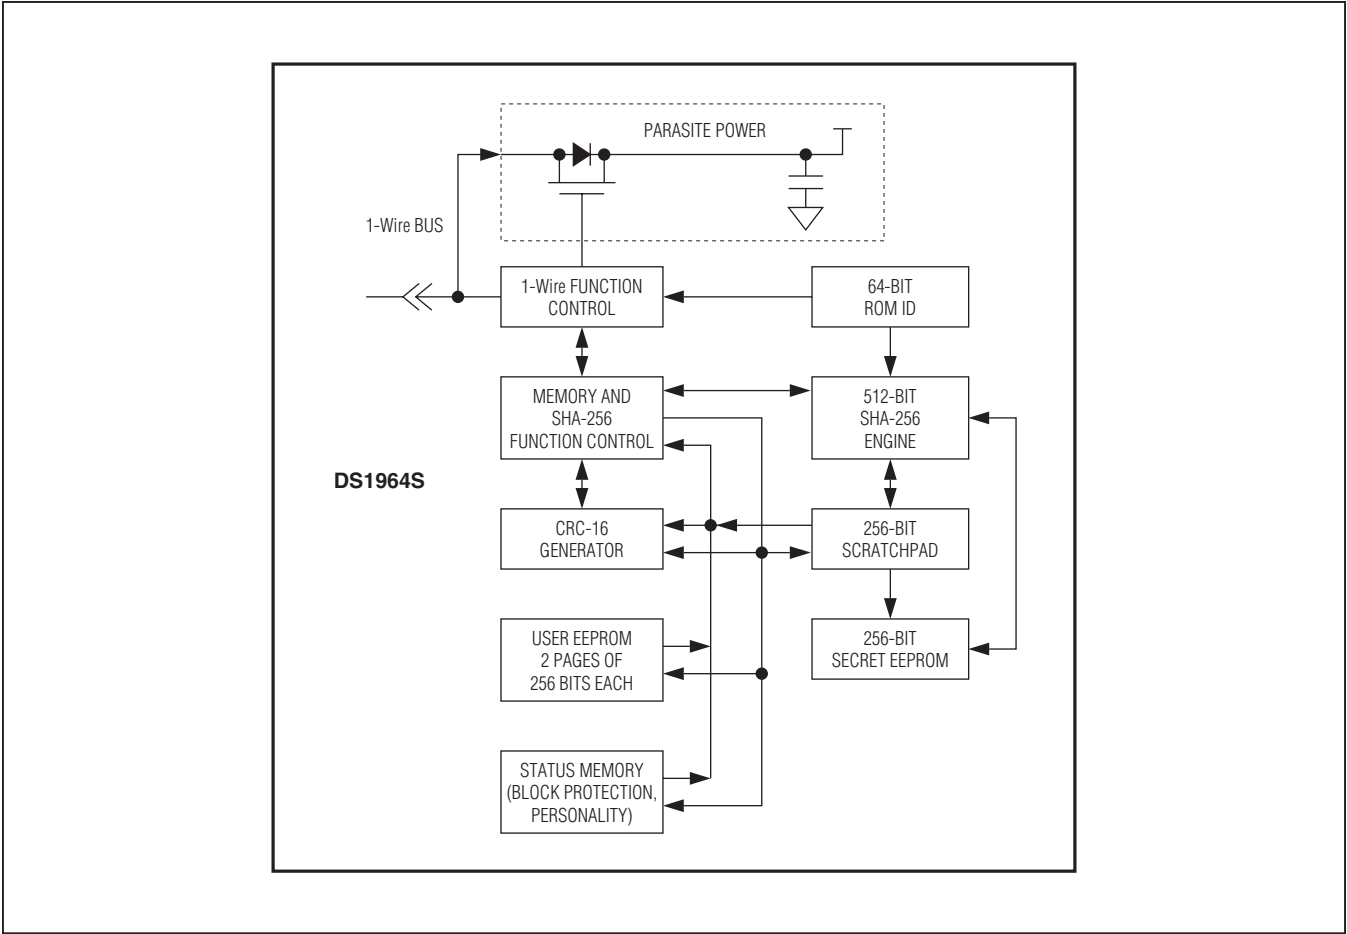 PARASITE POWER
1-Wire BUS
1-Wire FUNCTION
CONTROL
64-BIT
ROM ID
MEMORY AND
SHA-256
FUNCTION CONTROL
512-BIT
SHA-256
ENGINE
DS1964S
CRC-16
GENERATOR
256-BIT
SCRATCHPAD
USER EEPROM
2 PAGES OF
256 BITS EACH
256-BIT
SECRET EEPROM
STATUS MEMORY
(BLOCK PROTECTION,
PERSONALITY)